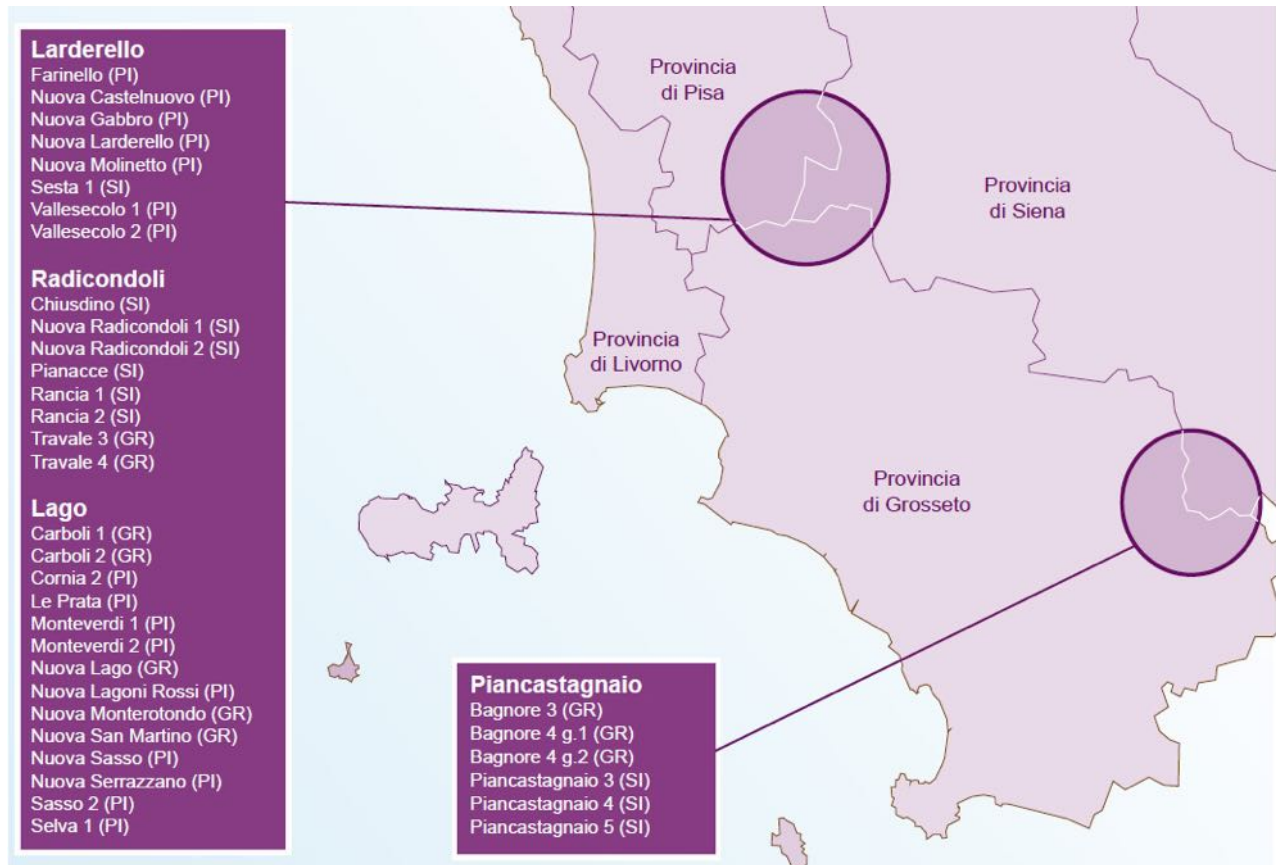 Larderello
Farinello (PI)
Nuova Castelnuovo (PI)
Nuova Gabbro (PI)
Nuova Larderello (PI)
Nuova Molinetto (PI)
Sesta 1 (SI)
Vallesecolo 1 (PI)
Vallesecolo 2 (PI)
Radicondoli
Chiusdino (SI)
Nuova Radicondoli 1 (SI)
Nuova Radicondoli 2 (SI)
Pianacce (SI)
Rancia 1 (SI)
Rancia 2 (SI)
Travale 3 (GR)
Travale 4 (GR)
Lago
Carboli 1 (GR)
Carboli 2 (GR)
Cornia 2 (PI)
Le Prata (PI)
Monteverdi 1 (PI)
Monteverdi 2 (PI)
Nuova Lago (GR)
Nuova Lagoni Rossi (PI)
Nuova Monterotondo (GR)
Nuova San Martino (GR)
Nuova Sasso (PI)
Nuova Serrazzano (PI)
Sasso 2 (PI)
Selva 1 (PI)
Provincia
di Pisa
Provincia
di Siena
Provincia
di Livorno
Provincia
di Grosseto
Piancastagnaio
Bagnore 3 (GR)
Bagnore 4 g.1 (GR)
Bagnore 4 g.2 (GR)
Piancastagnaio 3 (SI)
Piancastagnaio 4 (SI)
Piancastagnaio 5 (SI)